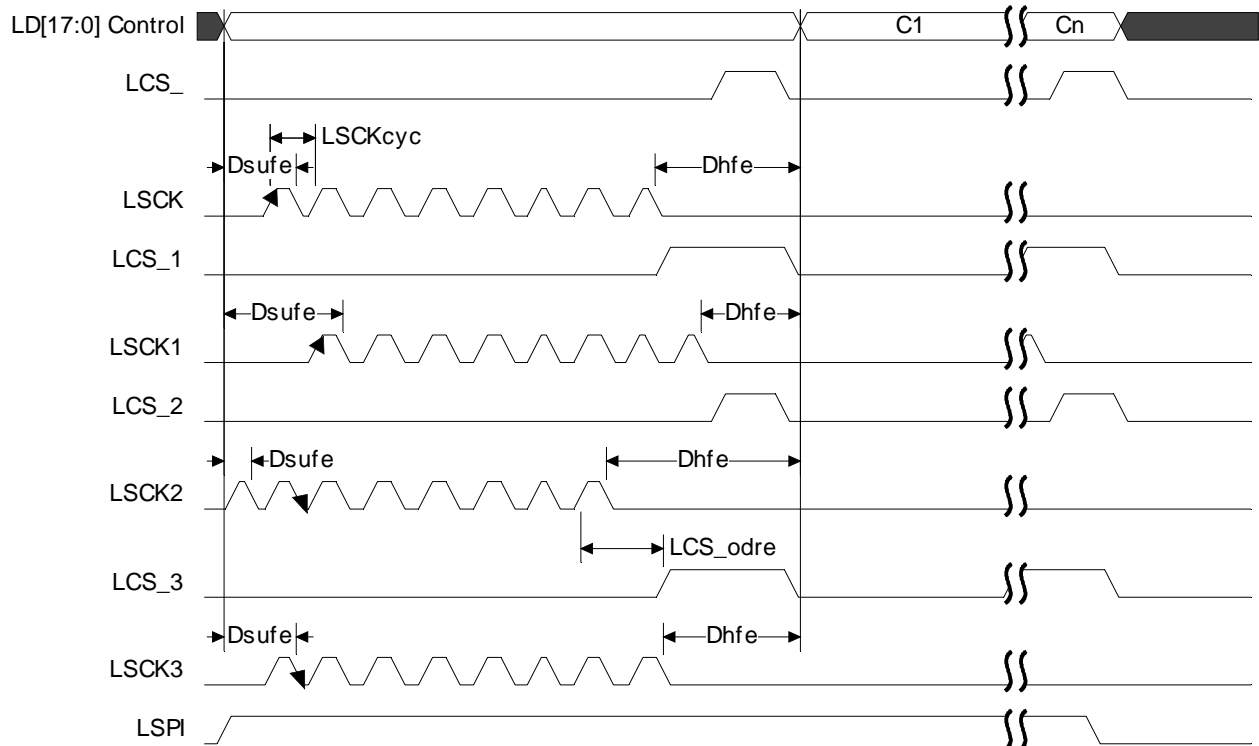 LD[17:0] Control
C1
Cn
LCS_
LSCKcyc
Dsufe
Dhfe
LSCK
LCS_1
Dsufe
Dhfe
LSCK1
LCS_2
Dsufe
Dhfe
LSCK2
LCS_odre
LCS_3
Dsufe
Dhfe
LSCK3
LSPI